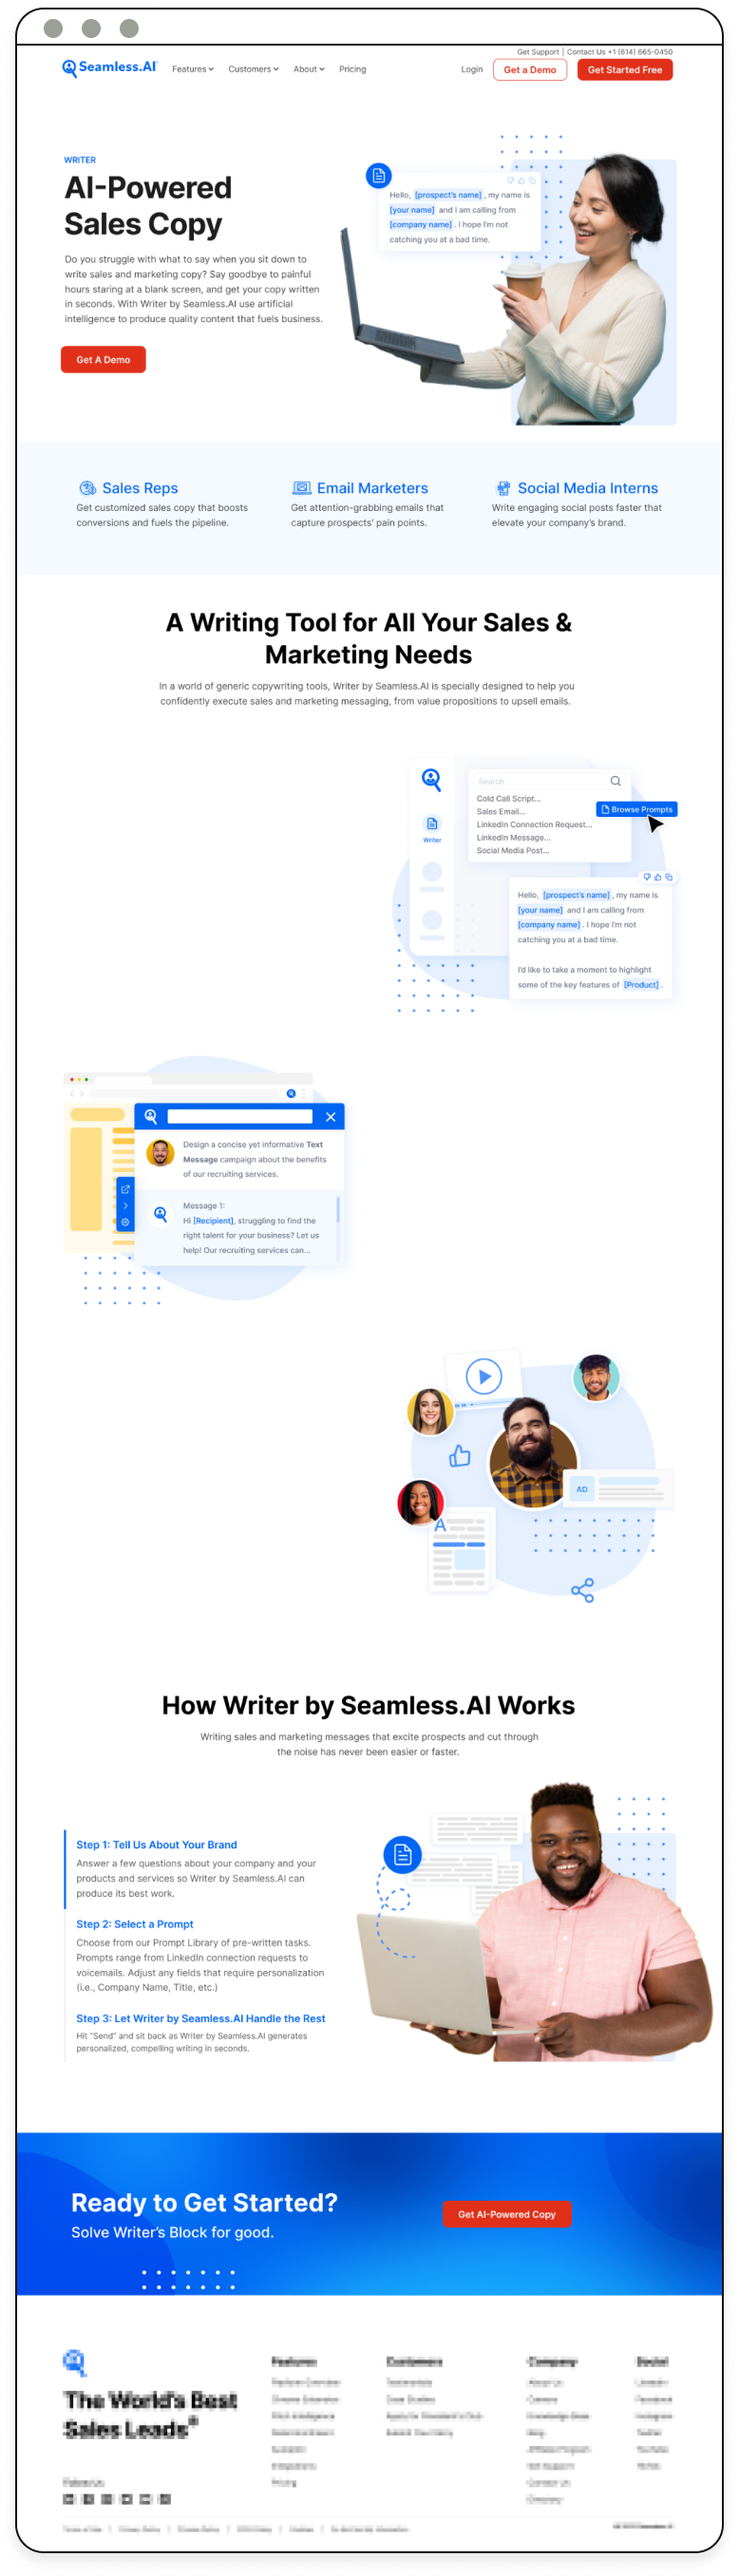 Get Support | Contact Us +1 (614) 665-0450
Seamless.AI
Features
Customers
About
Pricing
Login
Get a Demo
Get Started Free
WRITER
AI-Powered
Sales Copy
Do you struggle with what to say when you sit down to
write sales and marketing copy? Say goodbye to painful
hours staring at a blank screen, and get your copy written
in seconds. With Writer by Seamless.AI use artificial
intelligence to produce quality content that fuels business.
Get A Demo
Hello, [prospect's name] , my name is
[your name] and I am calling from
[company name] . I hope I'm not
catching you at a bad time.
Sales Reps
Get customized sales copy that boosts
conversions and fuels the pipeline.
Email Marketers
Get attention-grabbing emails that
capture prospects' pain points.
Social Media Interns
Write engaging social posts faster that
elevate your company's brand.
A Writing Tool for All Your Sales &
Marketing Needs
In a world of generic copywriting tools, Writer by Seamless.AI is specially designed to help you
confidently execute sales and marketing messaging, from value propositions to upsell emails.
Writer
Search
Cold Call Script...
Sales Email...
LinkedIn Connection Request...
LinkedIn Message...
Social Media Post...
Browse Prompts
Hello, [prospect's name] , my name is
[your name] and I am calling from
[company name] . I hope I'm not
catching you at a bad time.
I'd like to take a moment to highlight
some of the key features of [Product] .
Design a concise yet informative Text
Message campaign about the benefits
of our recruiting services.
Message 1:
Hi [Recipient], struggling to find the
right talent for your business? Let us
help! Our recruiting services can...
AD
A
How Writer by Seamless.AI Works
Writing sales and marketing messages that excite prospects and cut through
the noise has never been easier or faster.
Step 1: Tell Us About Your Brand
Answer a few questions about your company and your
products and services so Writer by Seamless.AI can
produce its best work.
Step 2: Select a Prompt
Choose from our Prompt Library of pre-written tasks.
Prompts range from LinkedIn connection requests to
voicemails. Adjust any fields that require personalization
(i.e., Company Name, Title, etc.)
Step 3: Let Writer by Seamless.AI Handle the Rest
Hit "Send" and sit back as Writer by Seamless.AI generates
personalized, compelling writing in seconds.
Ready to Get Started?
Solve Writer's Block for good.
Get AI-Powered Copy
The World's Best
Sales Leads®
Features
Customers
Company
Social